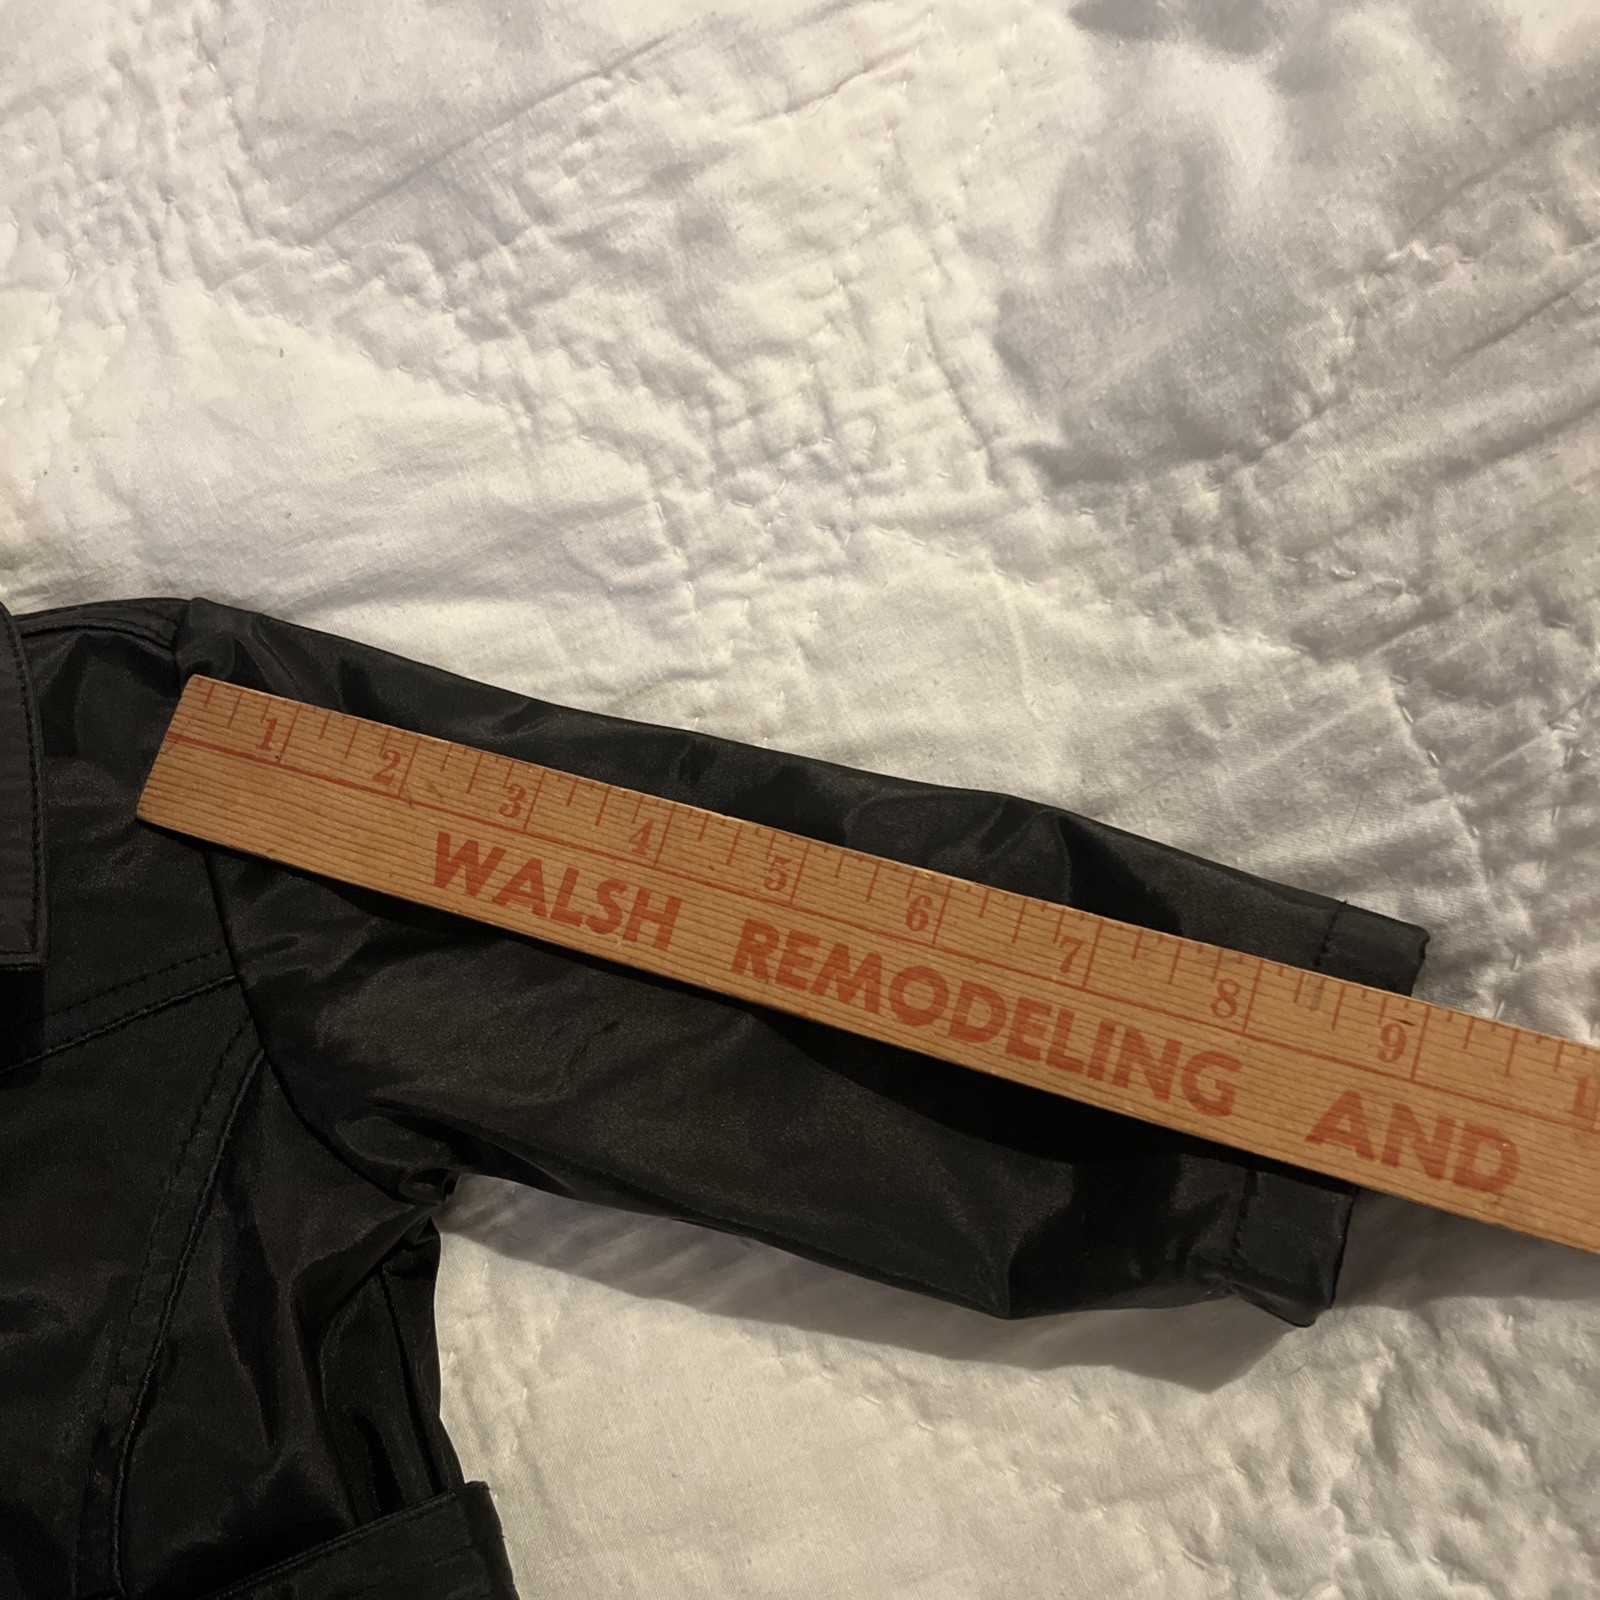 1 2 3 4 5 6 7 8 9
WALSH REMODELING AND